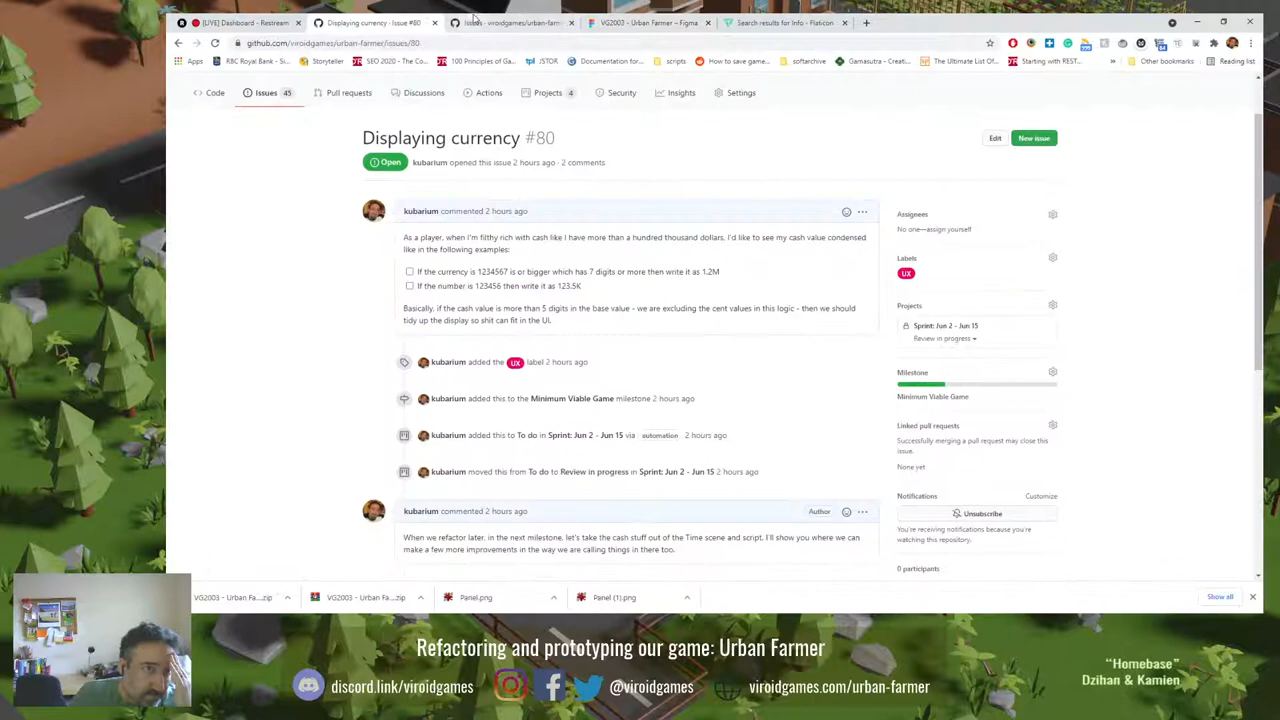 [LIVE] Dashboard - Restream
Displaying currency · Issue #80
Issues · viroidgames/urban-farm
VG2003 - Urban Farmer – Figma
Search results for Info - Flaticon
github.com/viroidgames/urban-farmer/issues/80
Apps
RBC Royal Bank - Si...
Storyteller
SEO 2020 - The Co...
100 Principles of Ga...
JSTOR
Documentation for...
scripts
How to save game...
softarchive
Gamasutra - Creati...
The Ultimate List Of...
Starting with REST...
Other bookmarks
Reading list
Code
Issues 45
Pull requests
Discussions
Actions
Projects 4
Security
Insights
Settings
Displaying currency #80
Edit
New issue
Open
kubarium opened this issue 2 hours ago · 2 comments
kubarium commented 2 hours ago
As a player, when I'm filthy rich with cash like I have more than a hundred thousand dollars, I'd like to see my cash value condensed
like in the following examples:
If the currency is 1234567 is or bigger which has 7 digits or more then write it as 1.2M
If the number is 123456 then write it as 123.5K
Basically, if the cash value is more than 5 digits in the base value - we are excluding the cent values in this logic - then we should
tidy up the display so shit can fit in the UI.
kubarium added the UX label 2 hours ago
kubarium added this to the Minimum Viable Game milestone 2 hours ago
kubarium added this to To do in Sprint: Jun 2 - Jun 15 via automation 2 hours ago
kubarium moved this from To do to Review in progress in Sprint: Jun 2 - Jun 15 2 hours ago
kubarium commented 2 hours ago
Author
When we refactor later, in the next milestone, let's take the cash stuff out of the Time scene and script. I'll show you where we can
make a few more improvements in the way we are calling things in there too.
Assignees
No one—assign yourself
Labels
UX
Projects
Sprint: Jun 2 - Jun 15
Review in progress
Milestone
Minimum Viable Game
Linked pull requests
Successfully merging a pull request may close this
issue.
None yet
Notifications
Customize
Unsubscribe
You're receiving notifications because you're
watching this repository.
0 participants
VG2003 - Urban Fa....zip
VG2003 - Urban Fa....zip
Panel.png
Panel (1).png
Show all
Refactoring and prototyping our game: Urban Farmer
discord.link/viroidgames
@viroidgames
viroidgames.com/urban-farmer
"Homebase"
Dzihan & Kamien